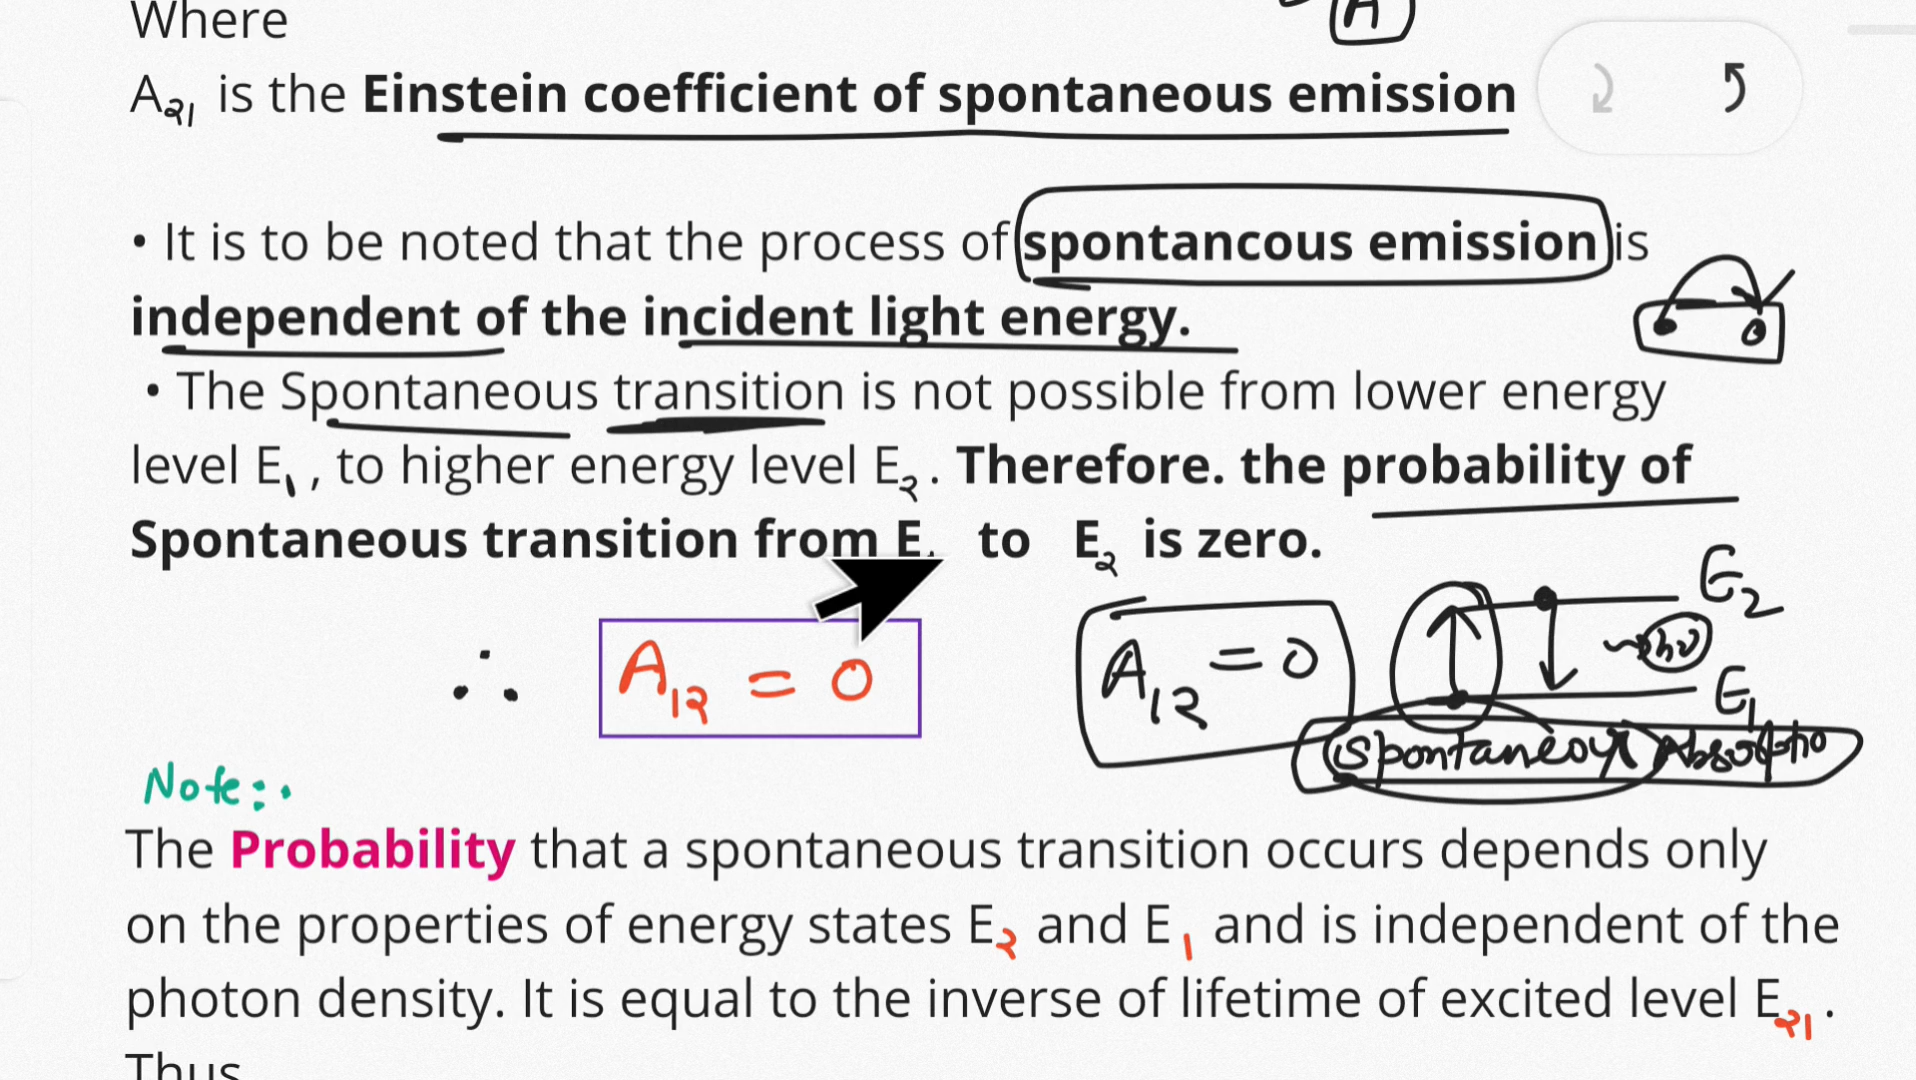 Where
A
A21 is the Einstein coefficient of spontaneous emission
• It is to be noted that the process of spontancous emission is
independent of the incident light energy.
• The Spontaneous transition is not possible from lower energy
level E1, to higher energy level E2. Therefore. the probability of
Spontaneous transition from E1 to E2 is zero.
∴ A12 = 0
A12 = 0
E2
hν
E1
Spontaneous Absorptio
Note:.
The Probability that a spontaneous transition occurs depends only
on the properties of energy states E2 and E1 and is independent of the
photon density. It is equal to the inverse of lifetime of excited level E21.
Thus